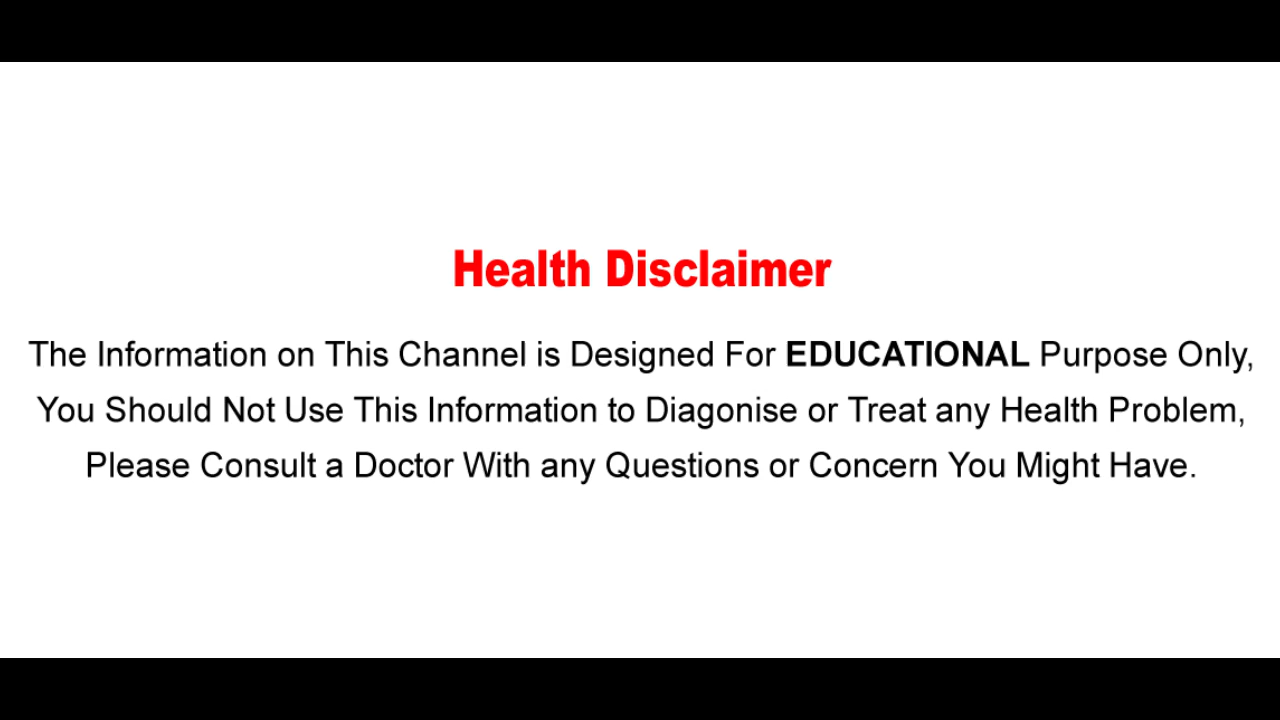 Health Disclaimer
The Information on This Channel is Designed For EDUCATIONAL Purpose Only,
You Should Not Use This Information to Diagonise or Treat any Health Problem,
Please Consult a Doctor With any Questions or Concern You Might Have.